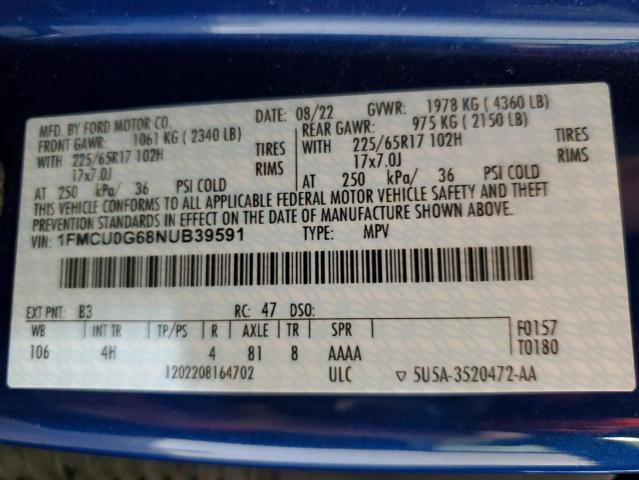 MFD. BY FORD MOTOR CO. DATE: 08/22 GVWR: 1978 KG ( 4360 LB)
FRONT GAWR: 1061 KG ( 2340 LB) REAR GAWR: 975 KG ( 2150 LB)
WITH 225/65R17 102H TIRES WITH 225/65R17 102H TIRES
17x7.0J RIMS 17x7.0J RIMS
AT 250 kPa/ 36 PSI COLD AT 250 kPa/ 36 PSI COLD
THIS VEHICLE CONFORMS TO ALL APPLICABLE FEDERAL MOTOR VEHICLE SAFETY AND THEFT
PREVENTION STANDARDS IN EFFECT ON THE DATE OF MANUFACTURE SHOWN ABOVE.
VIN: 1FMCU0G68NUB39591 TYPE: MPV
EXT PNT: B3 RC: 47 DSO:
WB INT TR TP/PS R AXLE TR SPR F0157
106 4H 4 81 8 AAAA T0180
1202208164702 ULC ▽ 5U5A-3520472-AA